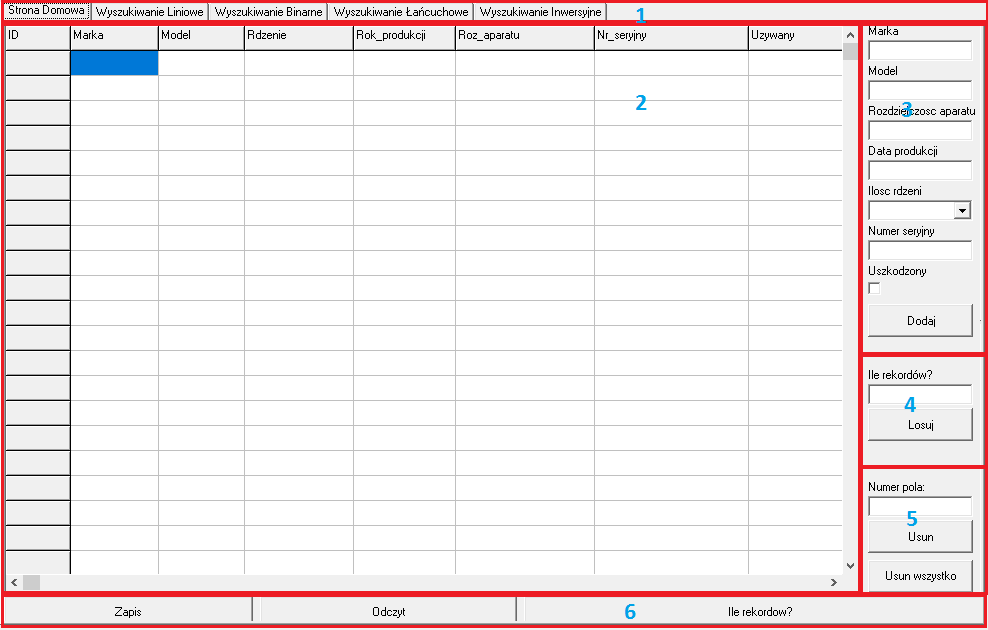 Strona Domowa Wyszukiwanie Liniowe Wyszukiwanie Binarne Wyszukiwanie Łańcuchowe Wyszukiwanie Inwersyjne 1
ID Marka Model Rdzenie Rok_produkcji Roz_aparatu Nr_seryjny Uzywany
2
Marka
Model
3
Rozdzielczosc aparatu
Data produkcji
Ilosc rdzeni
Numer seryjny
Uszkodzony
Dodaj
Ile rekordów?
4
Losuj
Numer pola:
5
Usun
Usun wszystko
Zapis Odczyt 6 Ile rekordow?